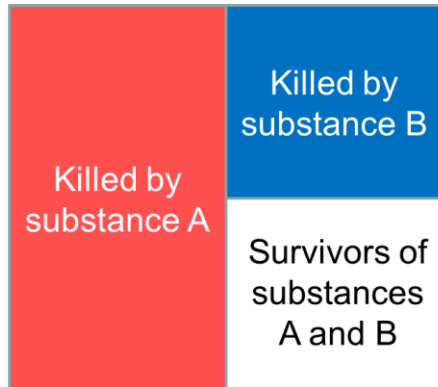 Killed by
substance A
Killed by
substance B
Survivors of
substances
A and B